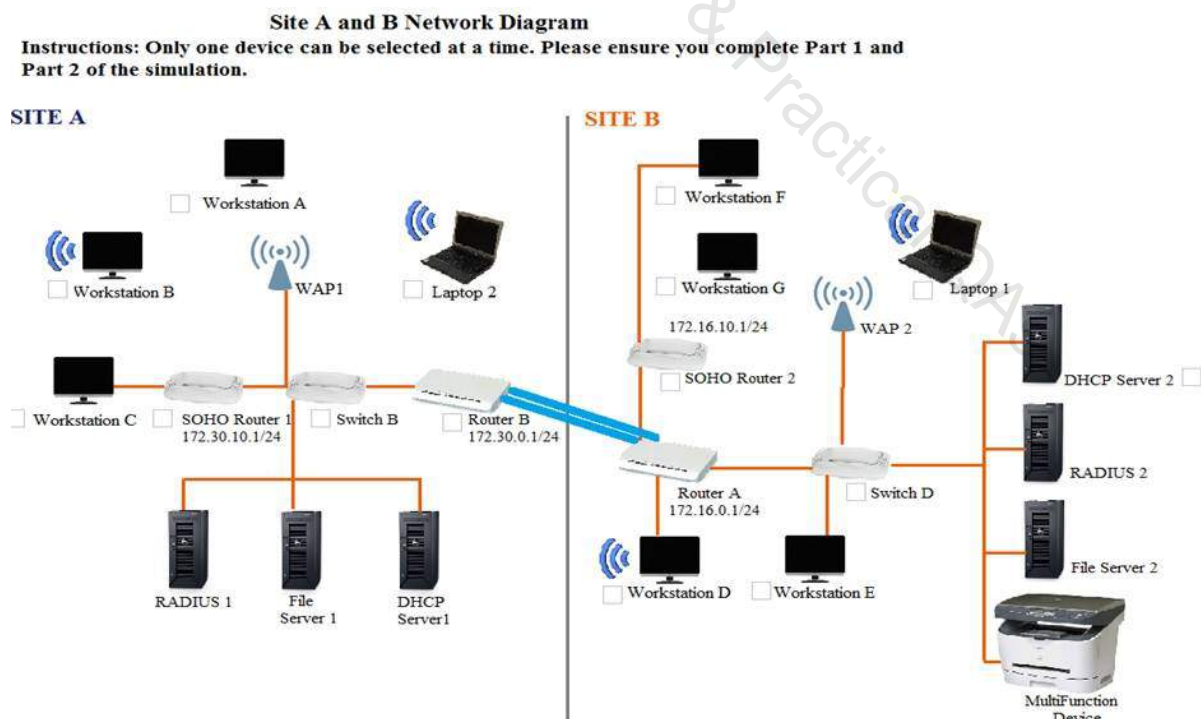 Site A and B Network Diagram
Instructions: Only one device can be selected at a time. Please ensure you complete Part 1 and
Part 2 of the simulation.
& Practical
SITE A
Workstation A
Workstation B
WAP1
Laptop 2
Workstation C
SOHO Router 1
172.30.10.1/24
Switch B
Router B
172.30.0.1/24
RADIUS 1
File
Server 1
DHCP
Server1
SITE B
Workstation F
Workstation G
172.16.10.1/24
SOHO Router 2
WAP 2
Laptop 1
Router A
172.16.0.1/24
Switch D
Workstation D
Workstation E
DHCP Server 2
RADIUS 2
File Server 2
MultiFunction
Device